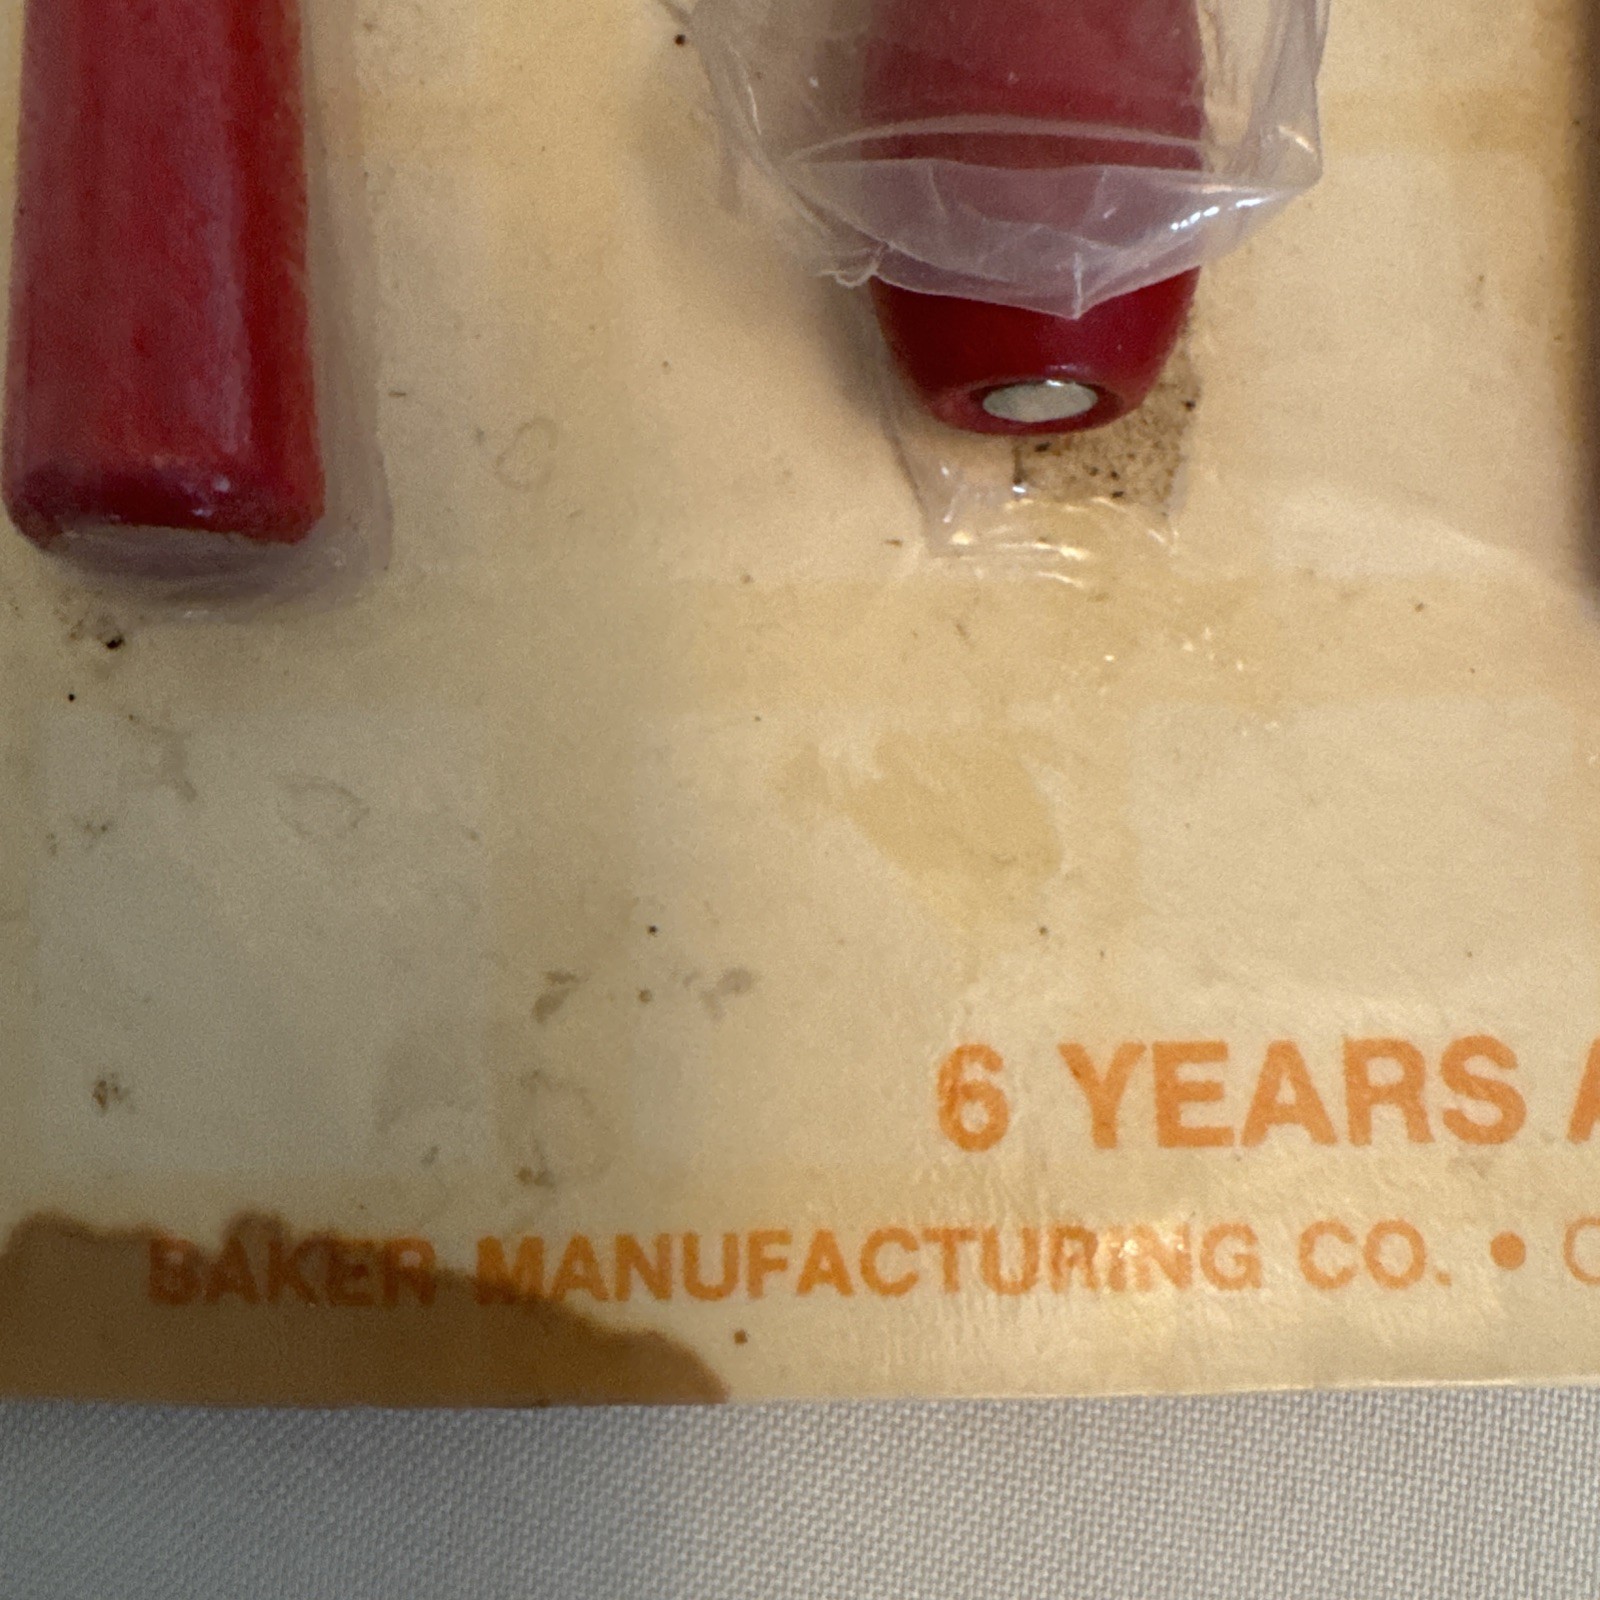 6 YEARS
BAKER MANUFACTURING CO. •